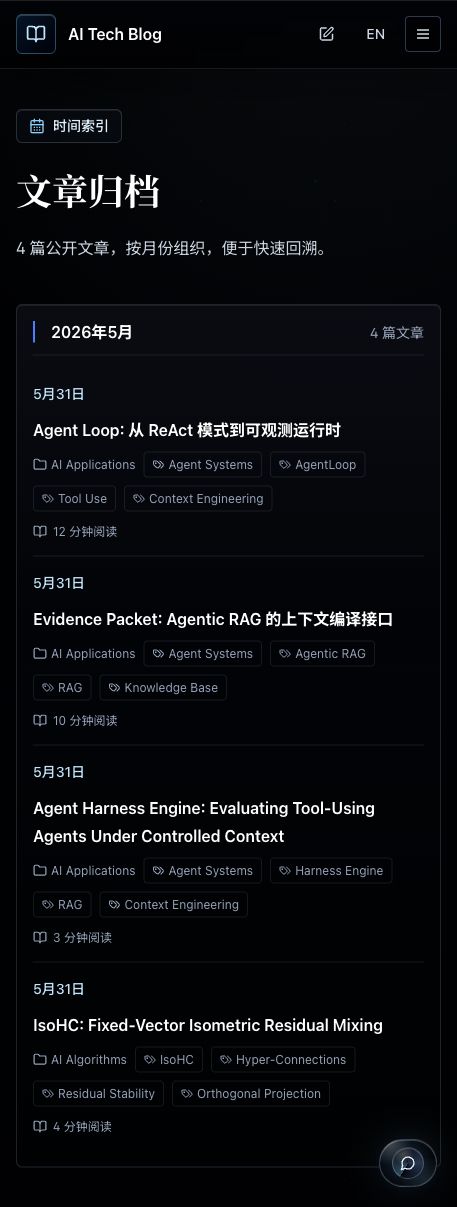 AI Tech Blog
EN
时间索引
文章归档
4 篇公开文章，按月份组织，便于快速回溯。
2026年5月 4 篇文章
5月31日
Agent Loop: 从 ReAct 模式到可观测运行时
AI Applications Agent Systems AgentLoop
Tool Use Context Engineering
12 分钟阅读
5月31日
Evidence Packet: Agentic RAG 的上下文编译接口
AI Applications Agent Systems Agentic RAG
RAG Knowledge Base
10 分钟阅读
5月31日
Agent Harness Engine: Evaluating Tool-Using
Agents Under Controlled Context
AI Applications Agent Systems Harness Engine
RAG Context Engineering
3 分钟阅读
5月31日
IsoHC: Fixed-Vector Isometric Residual Mixing
AI Algorithms IsoHC Hyper-Connections
Residual Stability Orthogonal Projection
4 分钟阅读